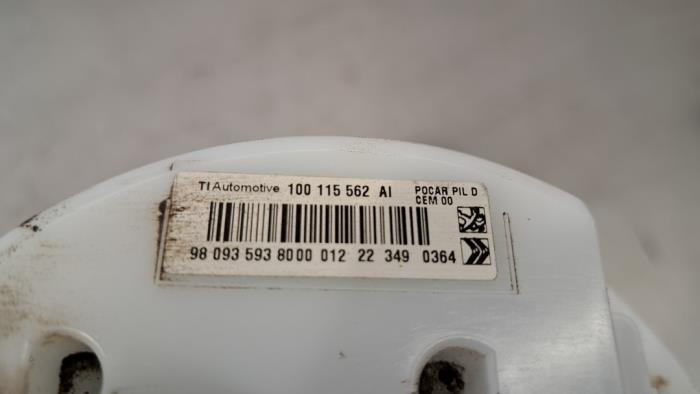 TI Automotive 100 115 562 AI POCAR PIL D
CEM 00
98 093 593 8000 012 22 349 0364